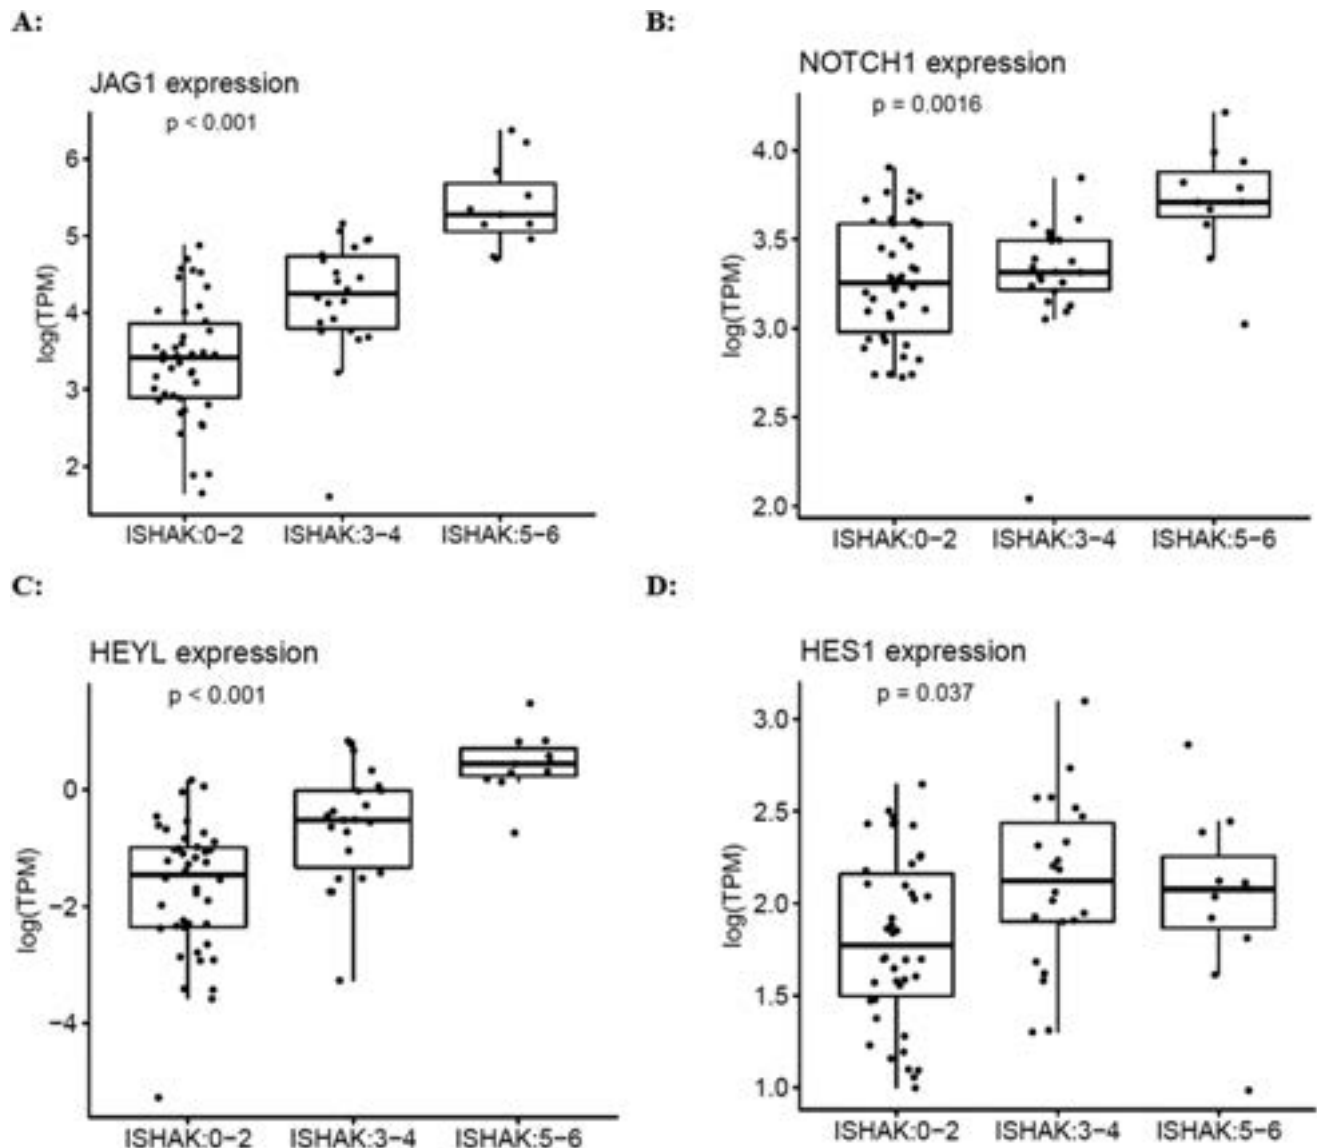 A:
JAG1 expression
p < 0.001
log(TPM)
6
5
4
3
2
ISHAK:0−2 ISHAK:3−4 ISHAK:5−6
B:
NOTCH1 expression
p = 0.0016
log(TPM)
4.0
3.5
3.0
2.5
2.0
ISHAK:0−2 ISHAK:3−4 ISHAK:5−6
C:
HEYL expression
p < 0.001
log(TPM)
0
−2
−4
ISHAK:0−2 ISHAK:3−4 ISHAK:5−6
D:
HES1 expression
p = 0.037
log(TPM)
3.0
2.5
2.0
1.5
1.0
ISHAK:0−2 ISHAK:3−4 ISHAK:5−6